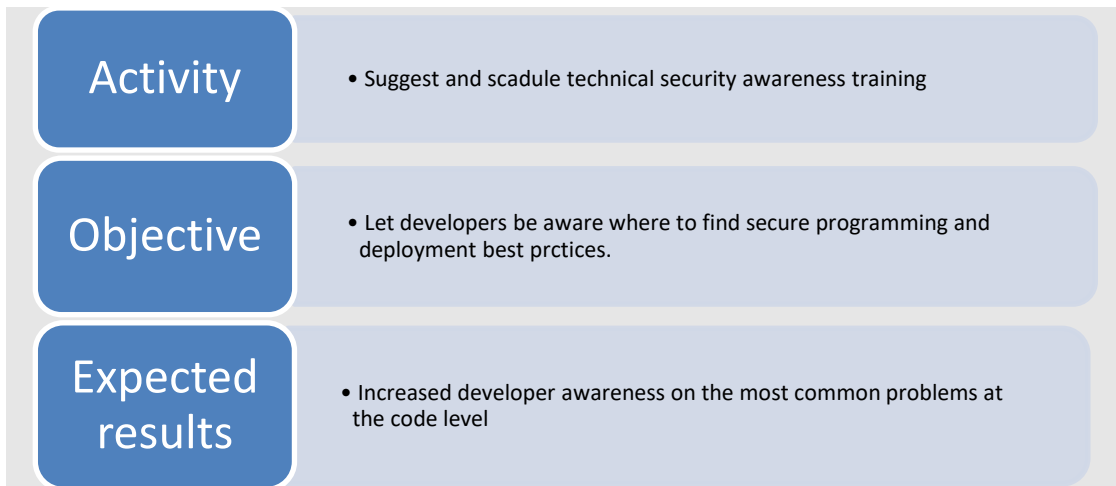 Activity
• Suggest and scadule technical security awareness training
Objective
• Let developers be aware where to find secure programming and
deployment best prctices.
Expected
results
• Increased developer awareness on the most common problems at
the code level